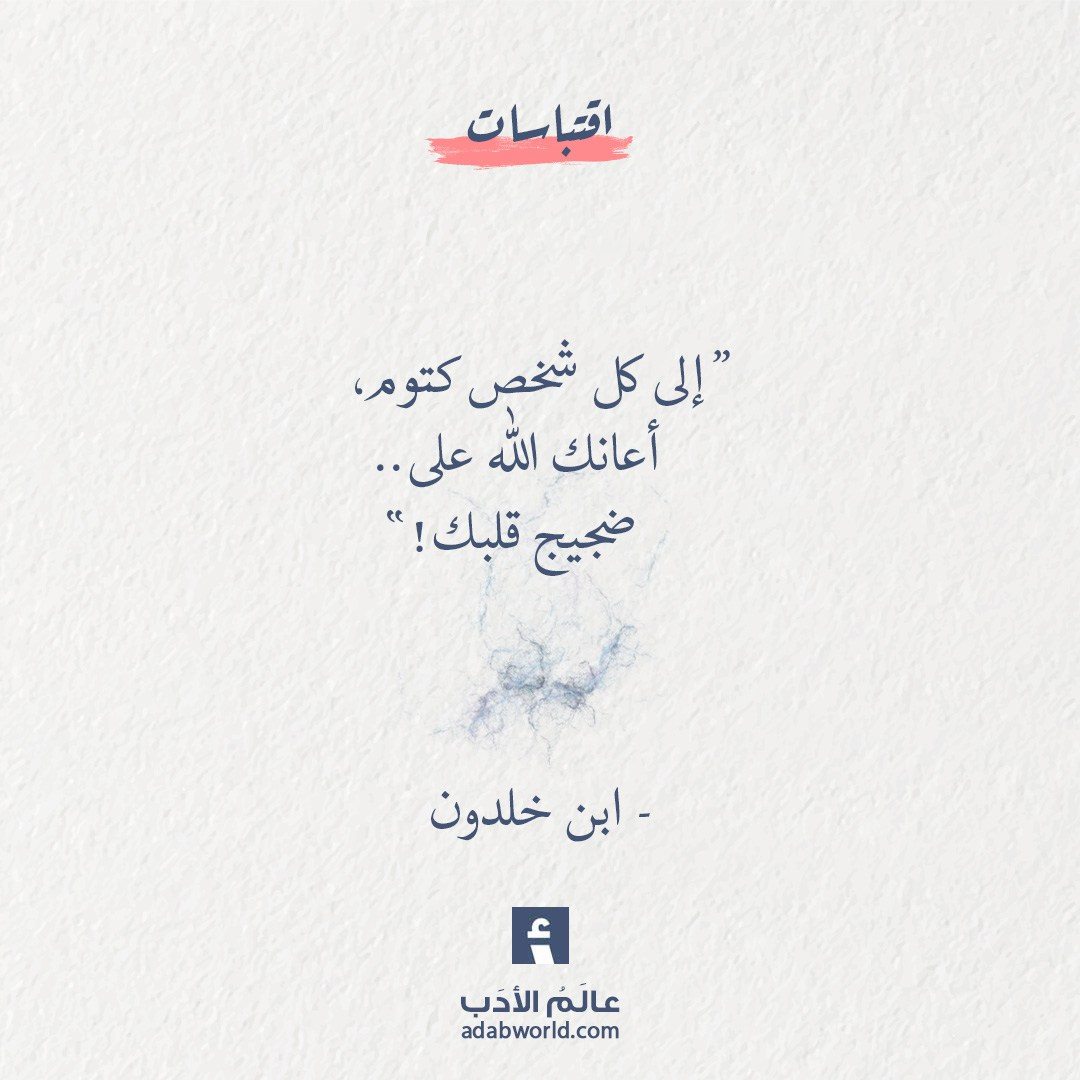 اقتباسات
”إلى كل شخص كتوم،
أعانك الله على..
ضجيج قلبك!“
- ابن خلدون
أ
عالَمُ الأدَب
adabworld.com